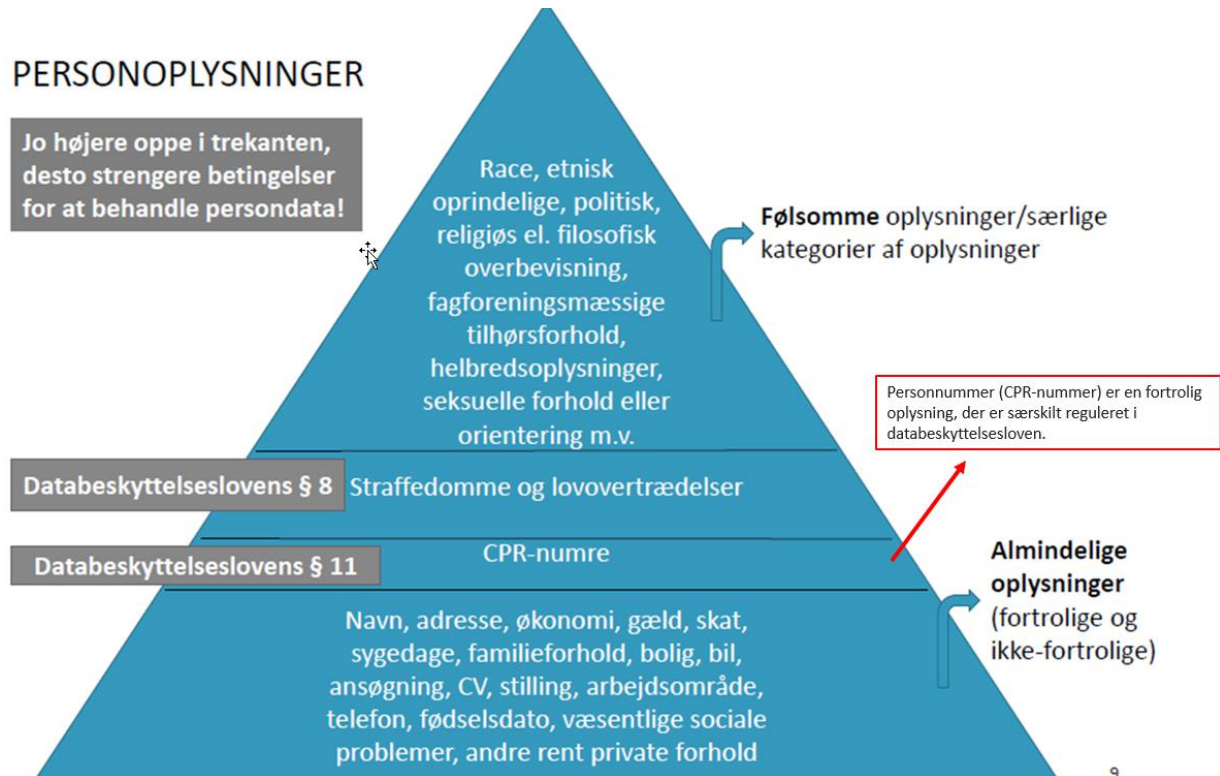 PERSONOPLYSNINGER
Jo højere oppe i trekanten,
desto strengere betingelser
for at behandle persondata!
Race, etnisk
oprindelige, politisk,
religiøs el. filosofisk
overbevisning,
fagforeningsmæssige
tilhørsforhold,
helbredsoplysninger,
seksuelle forhold eller
orientering m.v.
Følsomme oplysninger/særlige
kategorier af oplysninger
Personnummer (CPR-nummer) er en fortrolig
oplysning, der er særskilt reguleret i
databeskyttelsesloven.
Databeskyttelseslovens § 8
Straffedomme og lovovertrædelser
Databeskyttelseslovens § 11
CPR-numre
Almindelige
oplysninger
(fortrolige og
ikke-fortrolige)
Navn, adresse, økonomi, gæld, skat,
sygedage, familieforhold, bolig, bil,
ansøgning, CV, stilling, arbejdsområde,
telefon, fødselsdato, væsentlige sociale
problemer, andre rent private forhold
9